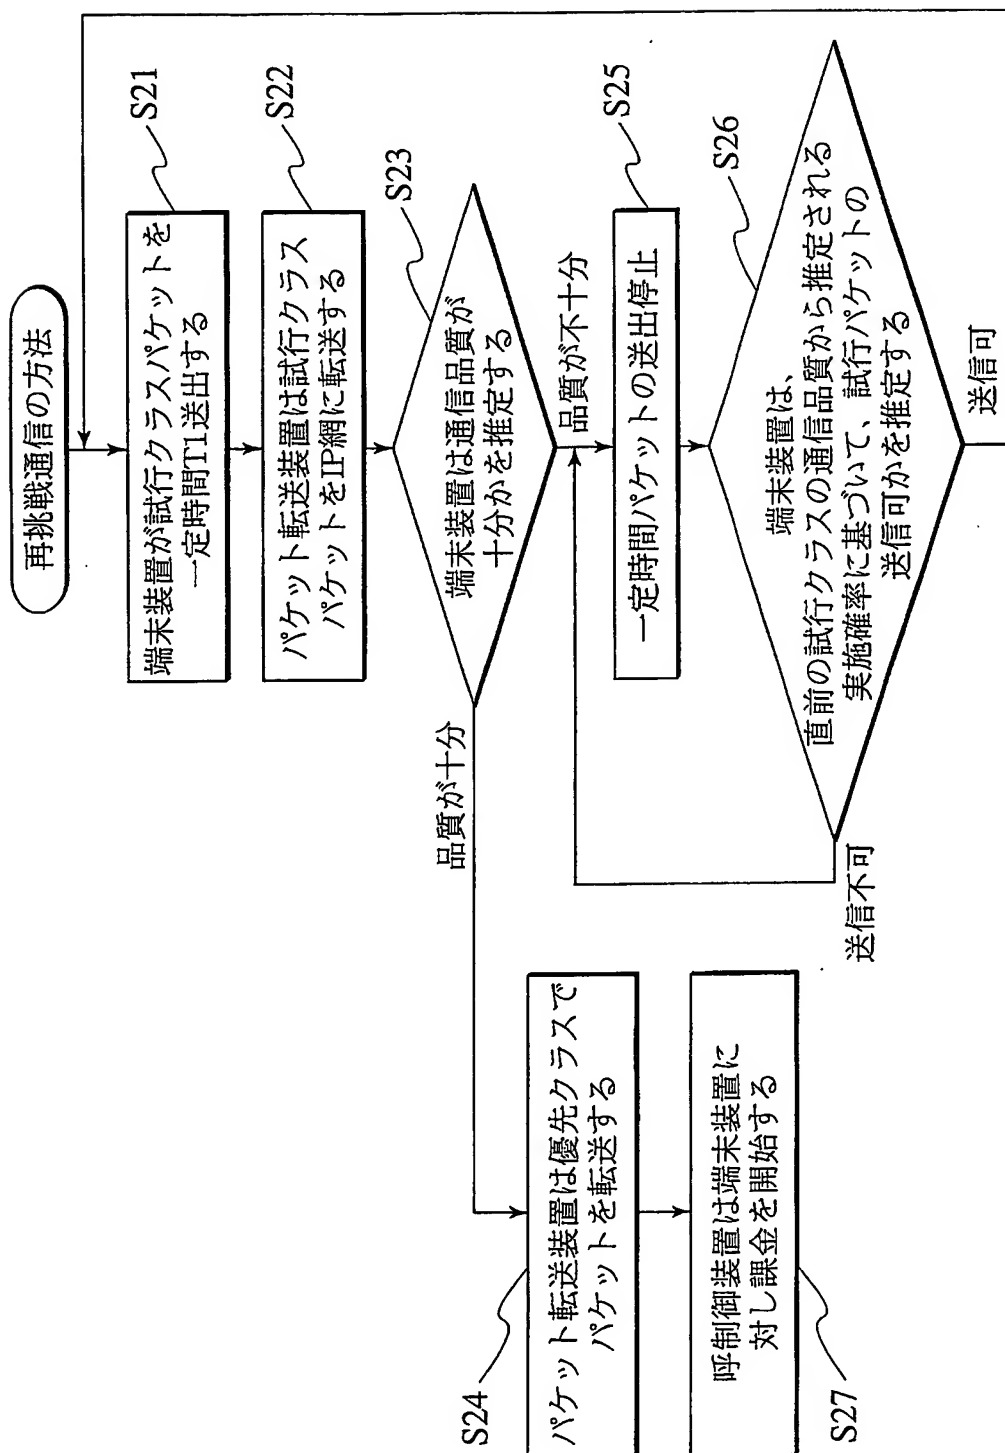 再挑戦通信の方法
端末装置が試行クラスパケットを
一定時間T1送出する
S21
パケット転送装置は試行クラス
パケットをIP網に転送する
S22
端末装置は通信品質が
十分かを推定する
S23
品質が十分
品質が不十分
パケット転送装置は優先クラスで
パケットを転送する
S24
呼制御装置は端末装置に
対し課金を開始する
S27
一定時間パケットの送出停止
S25
端末装置は、
直前の試行クラスの通信品質から推定される
実施確率に基づいて、試行パケットの
送信可かを推定する
S26
送信不可
送信可